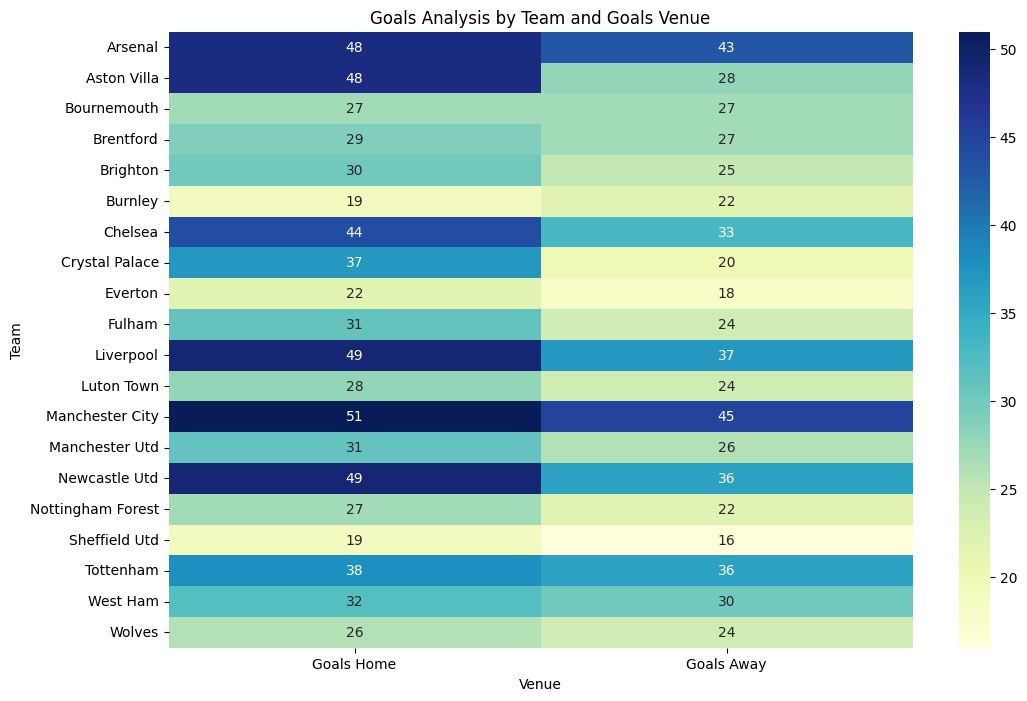 Goals Analysis by Team and Goals Venue
Team
Arsenal 48 43
Aston Villa 48 28
Bournemouth 27 27
Brentford 29 27
Brighton 30 25
Burnley 19 22
Chelsea 44 33
Crystal Palace 37 20
Everton 22 18
Fulham 31 24
Liverpool 49 37
Luton Town 28 24
Manchester City 51 45
Manchester Utd 31 26
Newcastle Utd 49 36
Nottingham Forest 27 22
Sheffield Utd 19 16
Tottenham 38 36
West Ham 32 30
Wolves 26 24
Goals Home Goals Away
Venue
50
45
40
35
30
25
20